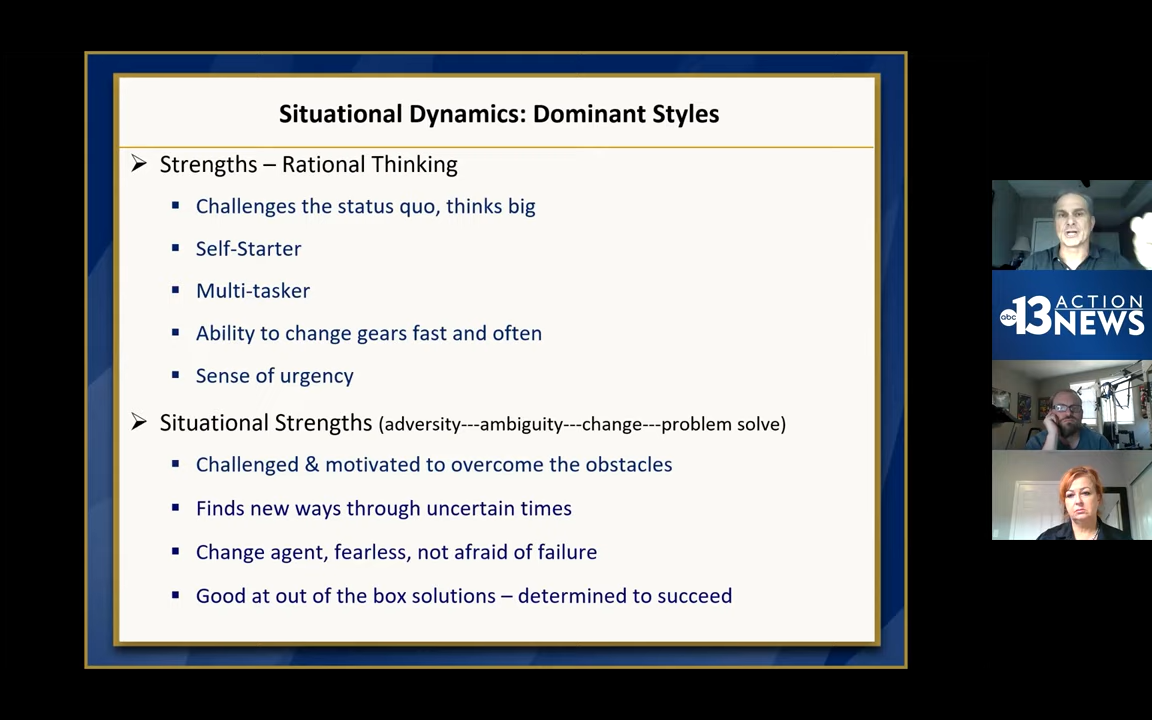 Situational Dynamics: Dominant Styles
Strengths – Rational Thinking
Challenges the status quo, thinks big
Self-Starter
Multi-tasker
Ability to change gears fast and often
Sense of urgency
Situational Strengths (adversity---ambiguity---change---problem solve)
Challenged & motivated to overcome the obstacles
Finds new ways through uncertain times
Change agent, fearless, not afraid of failure
Good at out of the box solutions – determined to succeed
abc 13 ACTION
NEWS